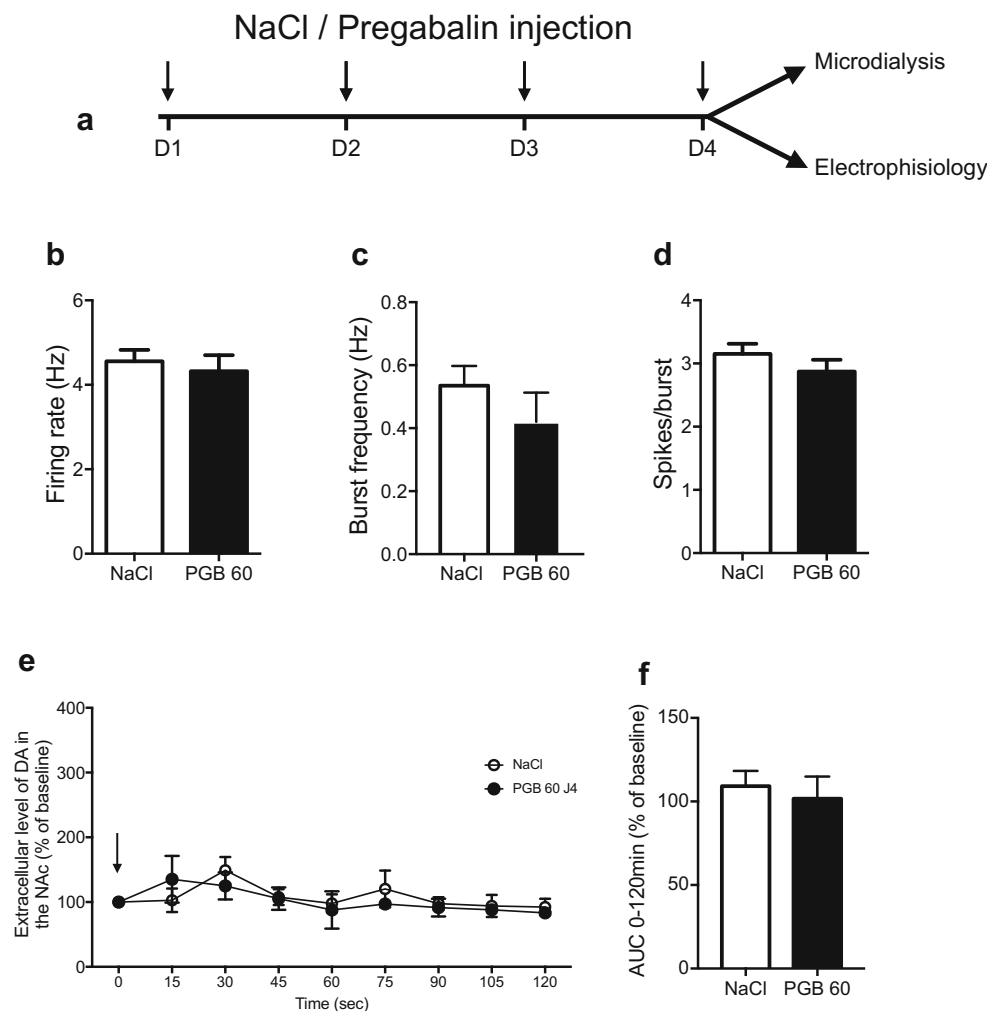 NaCl / Pregabalin injection
a
D1 D2 D3 D4
Microdialysis
Electrophisiology
b
Firing rate (Hz)
6
4
2
0
NaCl PGB 60
c
Burst frequency (Hz)
0.8
0.6
0.4
0.2
0.0
NaCl PGB 60
d
Spikes/burst
4
3
2
1
0
NaCl PGB 60
e
Extracellular level of DA in
the NAc (% of baseline)
400
300
200
100
0
NaCl
PGB 60 J4
0 15 30 45 60 75 90 105 120
Time (sec)
f
AUC 0-120min (% of baseline)
150
100
50
0
NaCl PGB 60